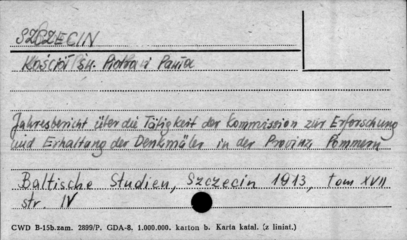 SZCZECIN
Kościół św. Piotra i Pawła
Jahresbericht über die Tätigkeit der Kommission zur Erforschung
und Erhaltung der Denkmäler in der Provinz Pommern
Baltische Studien, Szczecin 1913, tom XVII
str. IV
CWD B-15b.zam. 2899/P. GDA-8. 1.000.000. karton b. Karta katal. (z liniat.)